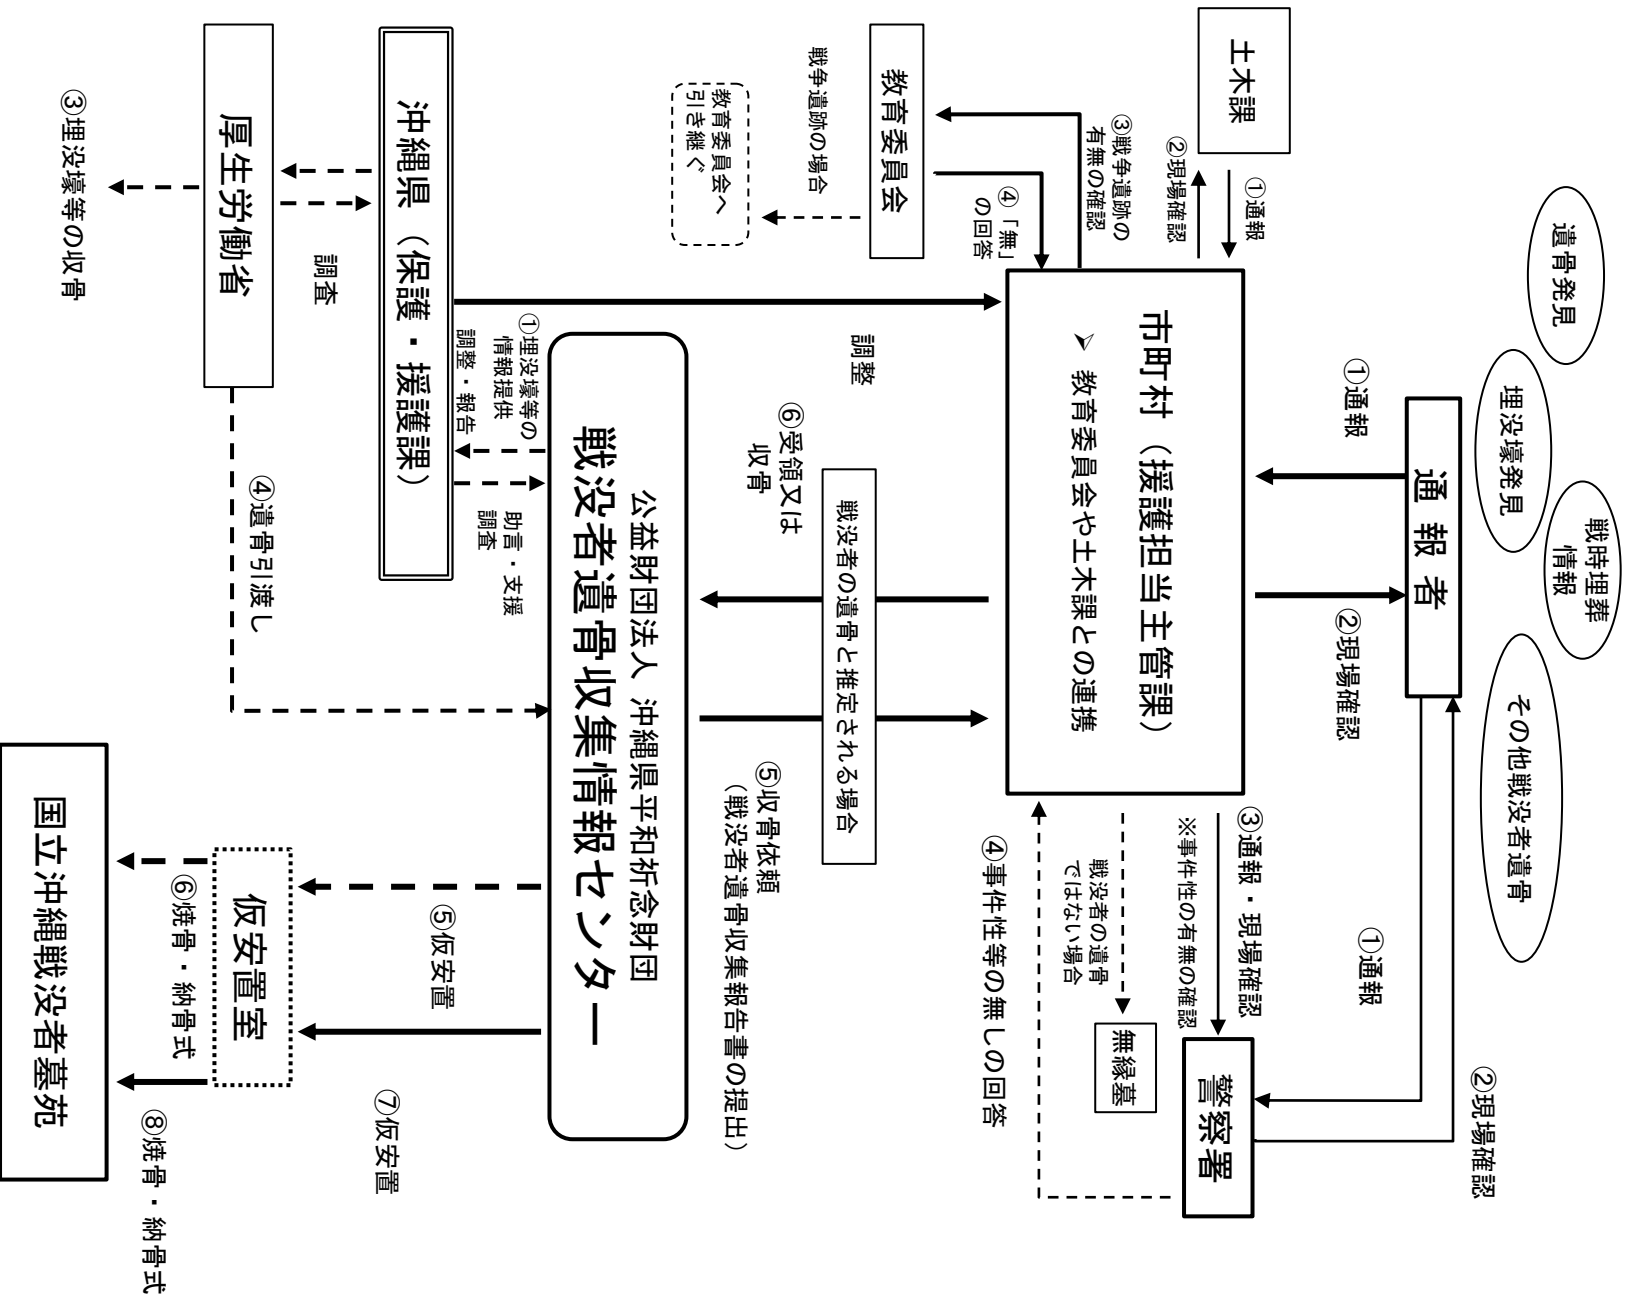 遺骨発見
埋没壕発見
戦時埋葬
情報
その他戦没者遺骨
通報者
①通報
②現場確認
①通報
②現場確認
土木課
①通報
②現場確認
市町村（援護担当主管課）
➢ 教育委員会や土木課との連携
③通報・現場確認
※事件性の有無の確認
警察署
戦没者の遺骨
ではない場合
無縁墓
④事件性等の無しの回答
③戦争遺跡の
有無の確認
④「無」
の回答
教育委員会
戦争遺跡の場合
教育委員会へ
引き継ぐ
調整
戦没者の遺骨と推定される場合
⑥受領又は
収骨
⑤収骨依頼
（戦没者遺骨収集報告書の提出）
公益財団法人 沖縄県平和祈念財団
戦没者遺骨収集情報センター
①埋没壕等の
情報提供
調整・報告
助言・支援
調査
沖縄県（保護・援護課）
調査
厚生労働省
③埋没壕等の収骨
④遺骨引渡し
⑤仮安置
⑦仮安置
仮安置室
⑥焼骨・納骨式
⑧焼骨・納骨式
国立沖縄戦没者墓苑